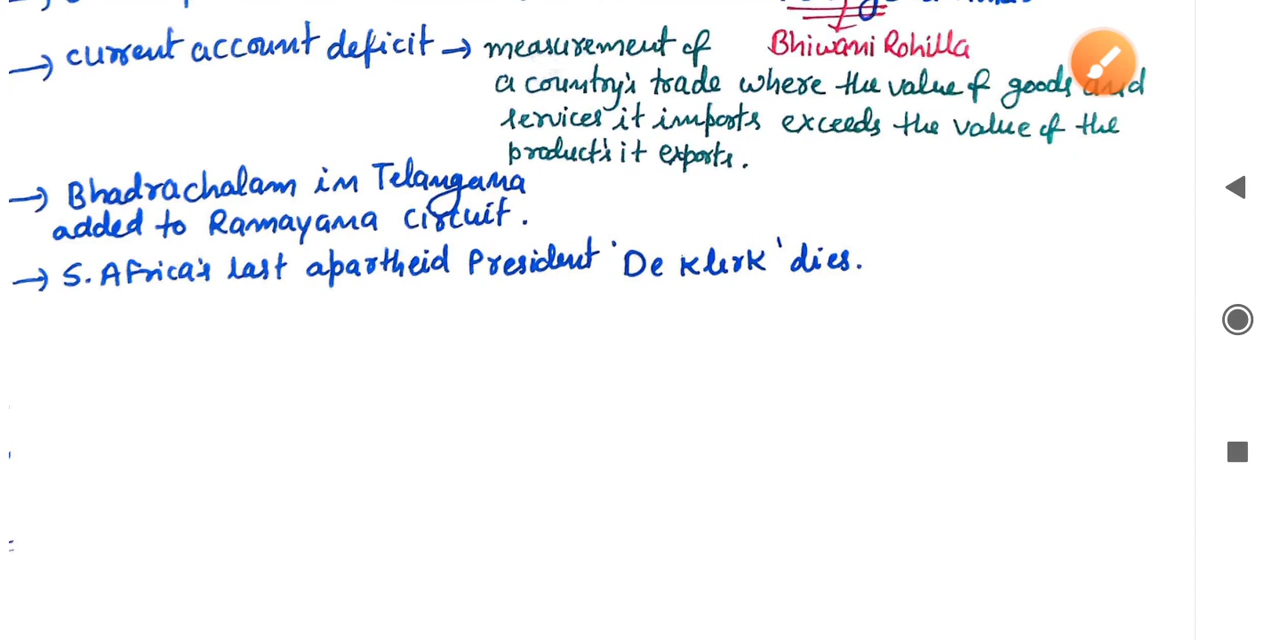 Bhiwani Rohilla
→ current account deficit → measurement of
a country's trade where the value of goods and
services it imports exceeds the value of the
products it exports.
→ Bhadrachalam in Telangana
added to Ramayana circuit.
→ S. Africa's last apartheid President 'De Klerk' dies.